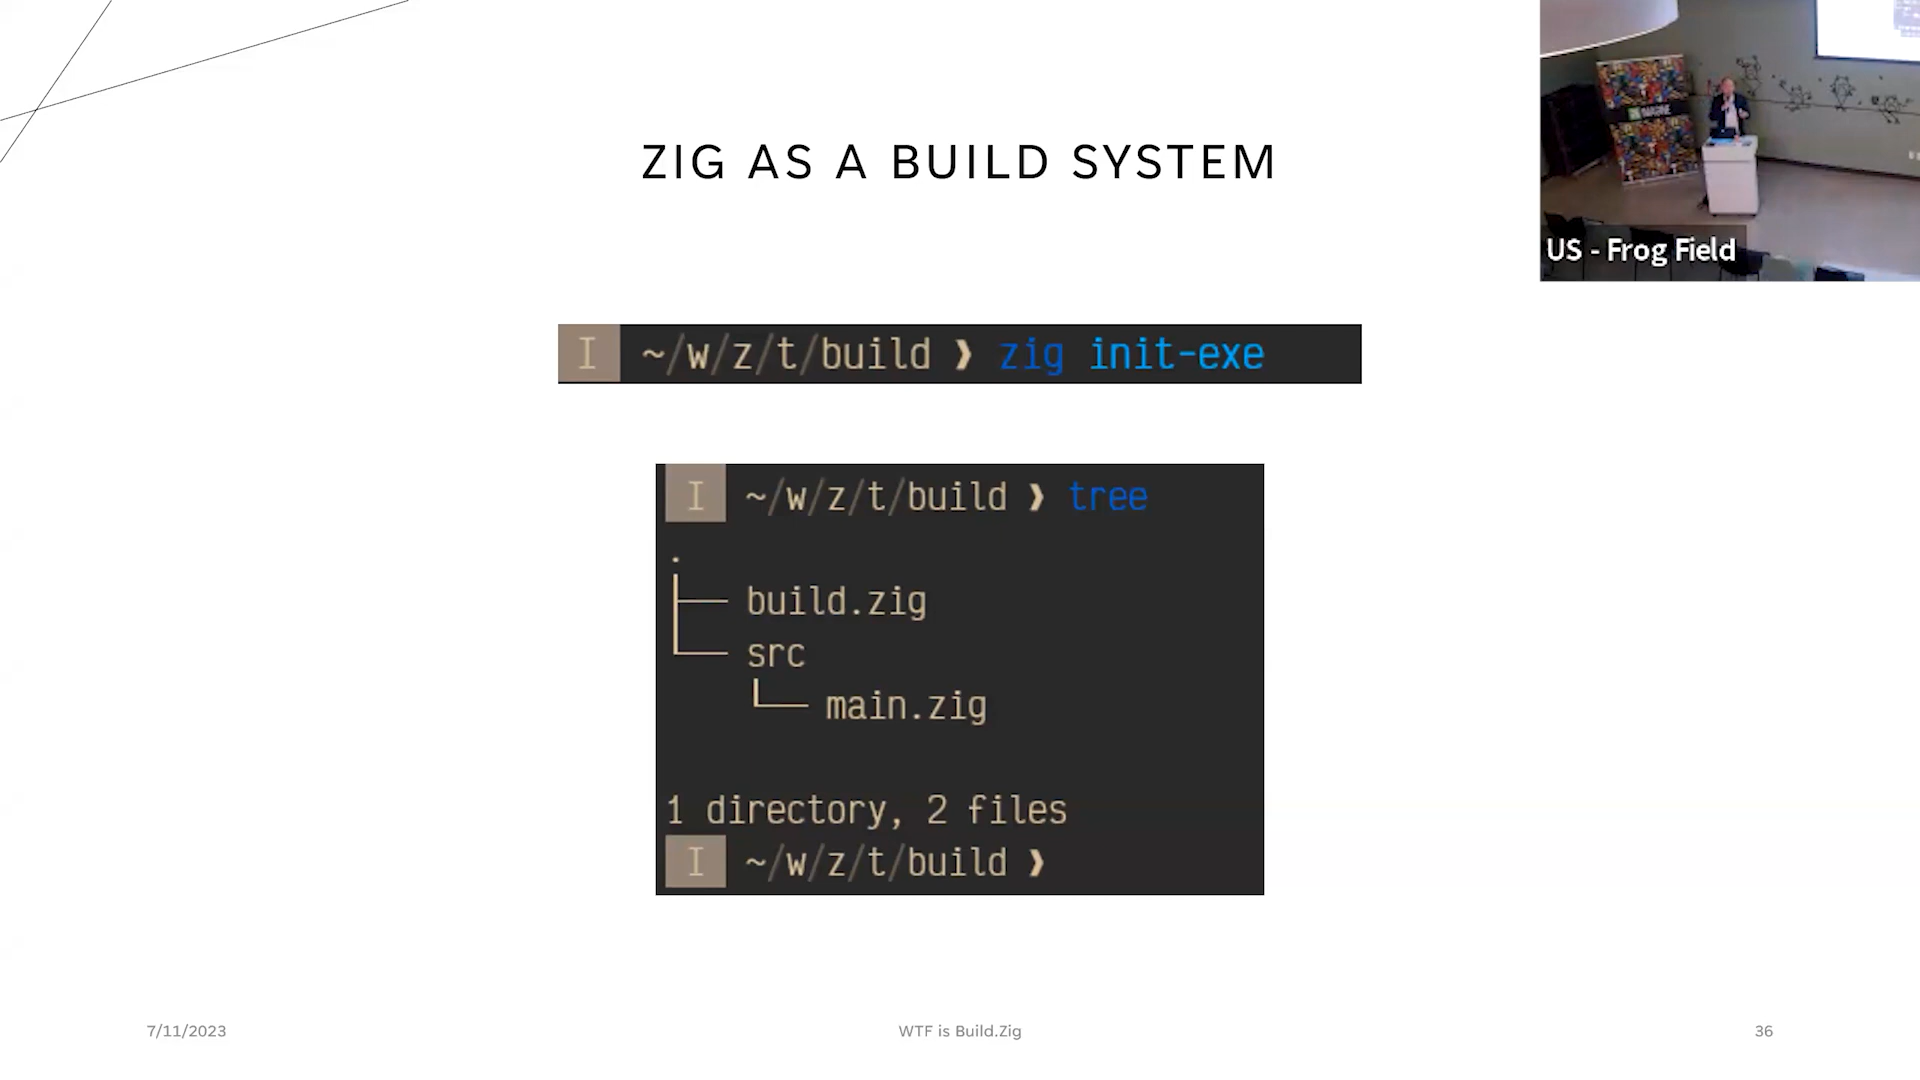 ZIG AS A BUILD SYSTEM
US - Frog Field
I ~/w/z/t/build ❯ zig init-exe
I ~/w/z/t/build ❯ tree
.
├── build.zig
└── src
    └── main.zig
1 directory, 2 files
I ~/w/z/t/build ❯
7/11/2023
WTF is Build.Zig
36